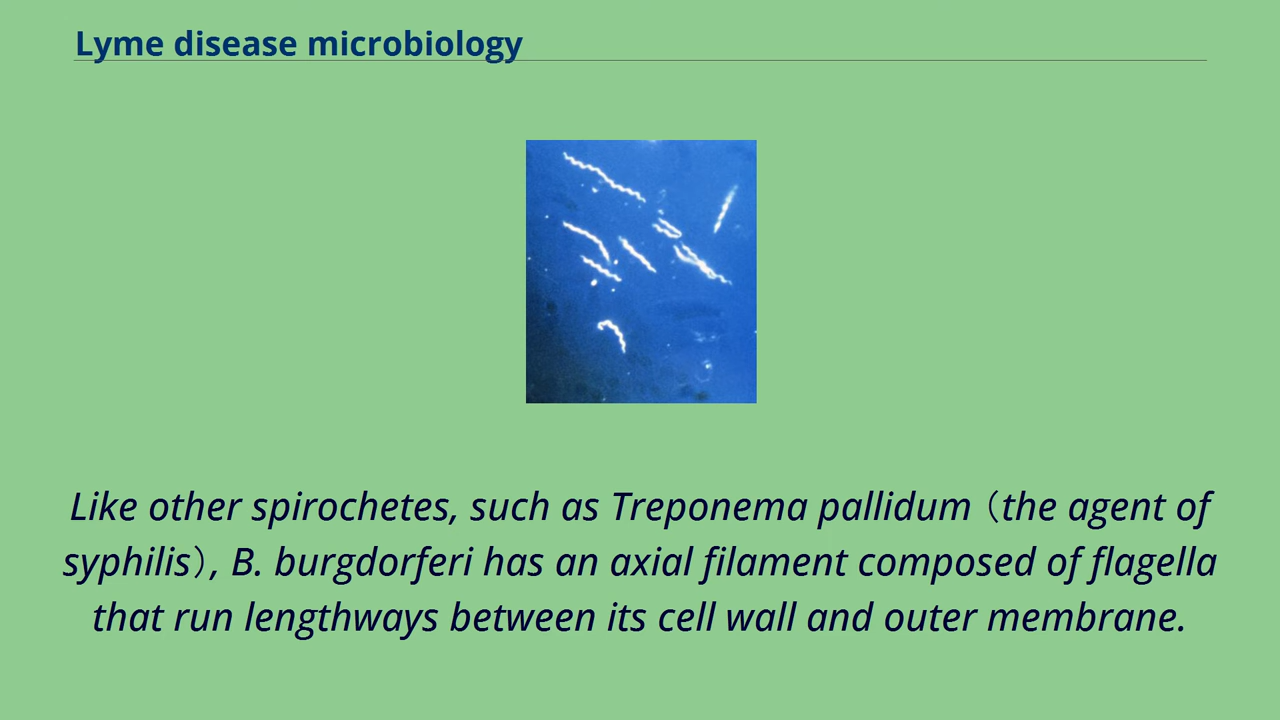 Lyme disease microbiology
Like other spirochetes, such as Treponema pallidum (the agent of
syphilis), B. burgdorferi has an axial filament composed of flagella
that run lengthways between its cell wall and outer membrane.